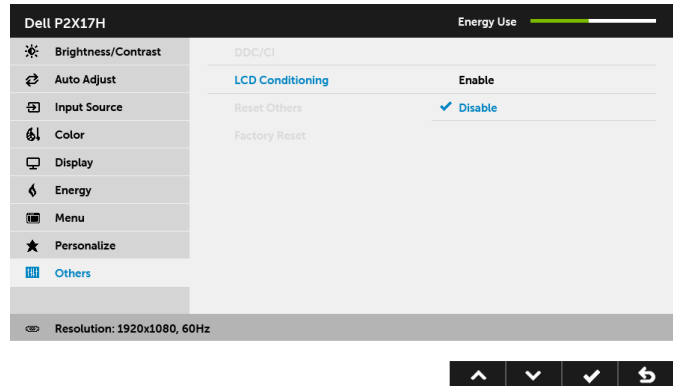 Dell P2X17H
Energy Use
Brightness/Contrast
DDC/CI
Auto Adjust
LCD Conditioning
Enable
Input Source
Reset Others
Disable
Color
Factory Reset
Display
Energy
Menu
Personalize
Others
Resolution: 1920x1080, 60Hz